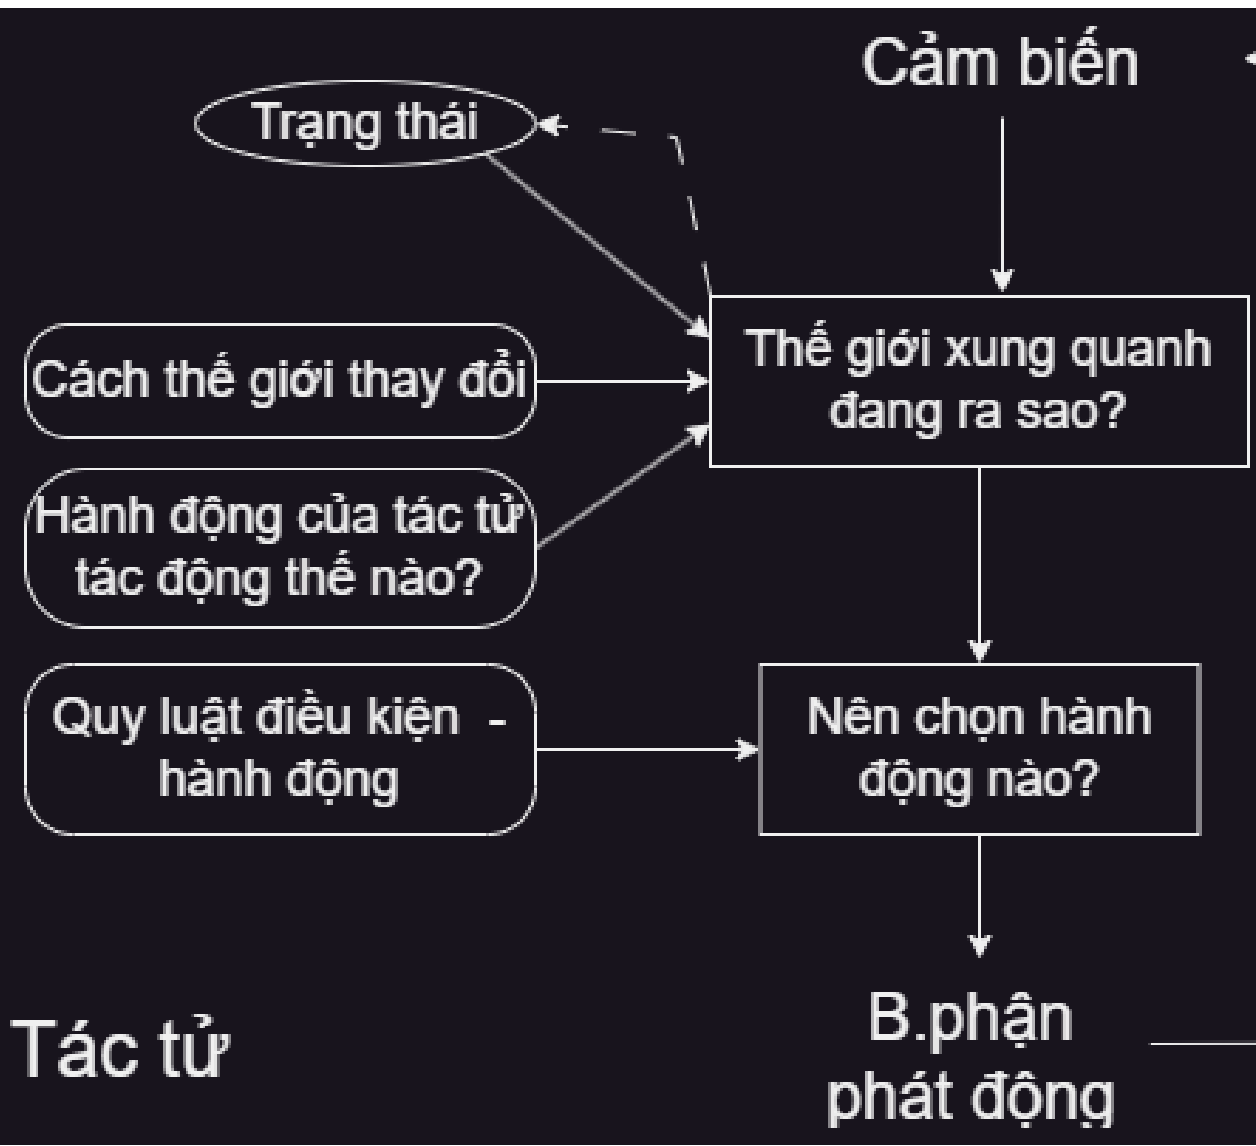 Cảm biến
Trạng thái
Thế giới xung quanh
đang ra sao?
Cách thế giới thay đổi
Hành động của tác tử
tác động thế nào?
Quy luật điều kiện -
hành động
Nên chọn hành
động nào?
B.phận
phát động
Tác tử